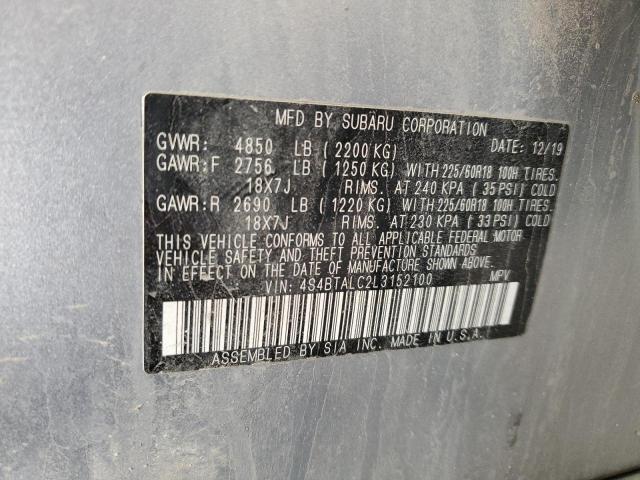 MFD BY SUBARU CORPORATION
GVWR: 4850 LB ( 2200 KG) DATE: 12/19
GAWR:F 2756 LB ( 1250 KG) WITH 225/60R18 100H TIRES.
18X7J RIMS. AT 240 KPA ( 35 PSI) COLD
GAWR:R 2690 LB ( 1220 KG) WITH 225/60R18 100H TIRES.
18X7J RIMS. AT 230 KPA ( 33 PSI) COLD
THIS VEHICLE CONFORMS TO ALL APPLICABLE FEDERAL MOTOR
VEHICLE SAFETY AND THEFT PREVENTION STANDARDS
IN EFFECT ON THE DATE OF MANUFACTURE SHOWN ABOVE.
VIN: 4S4BTALC2L3152100 MPV
ASSEMBLED BY SIA INC. MADE IN U.S.A.